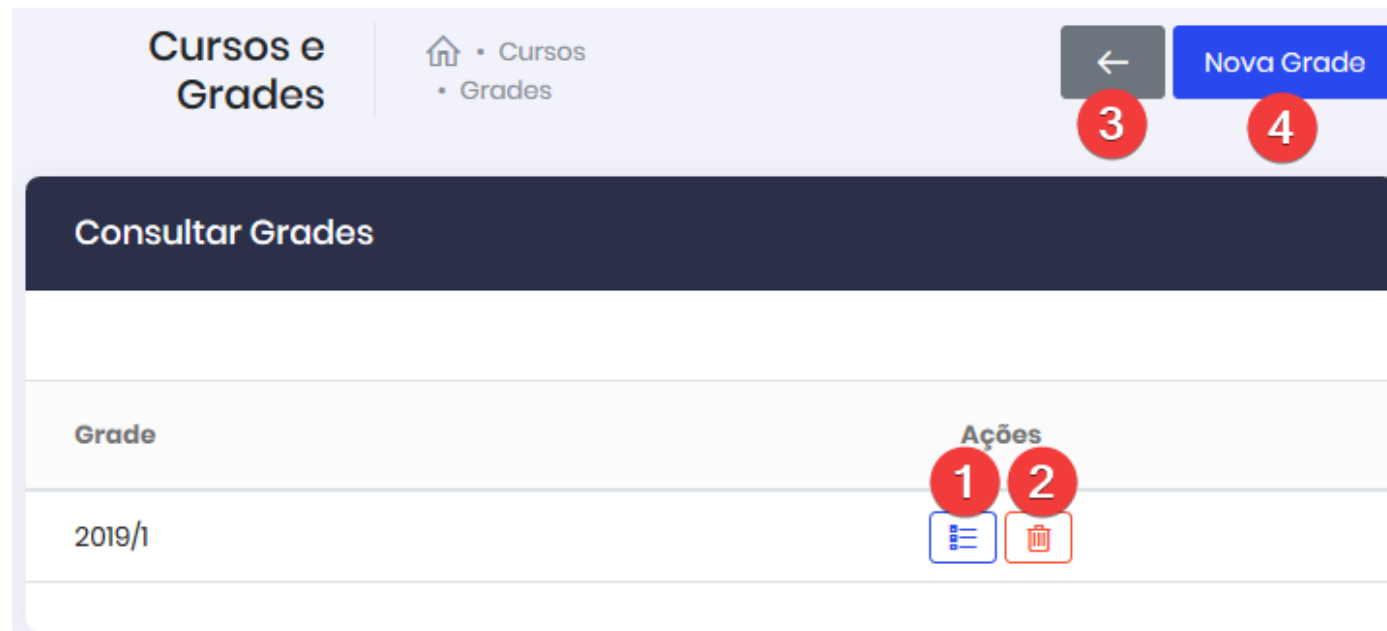 Cursos e
Grades
• Cursos
• Grades
Nova Grade
3
4
Consultar Grades
Grade
Ações
1
2
2019/1